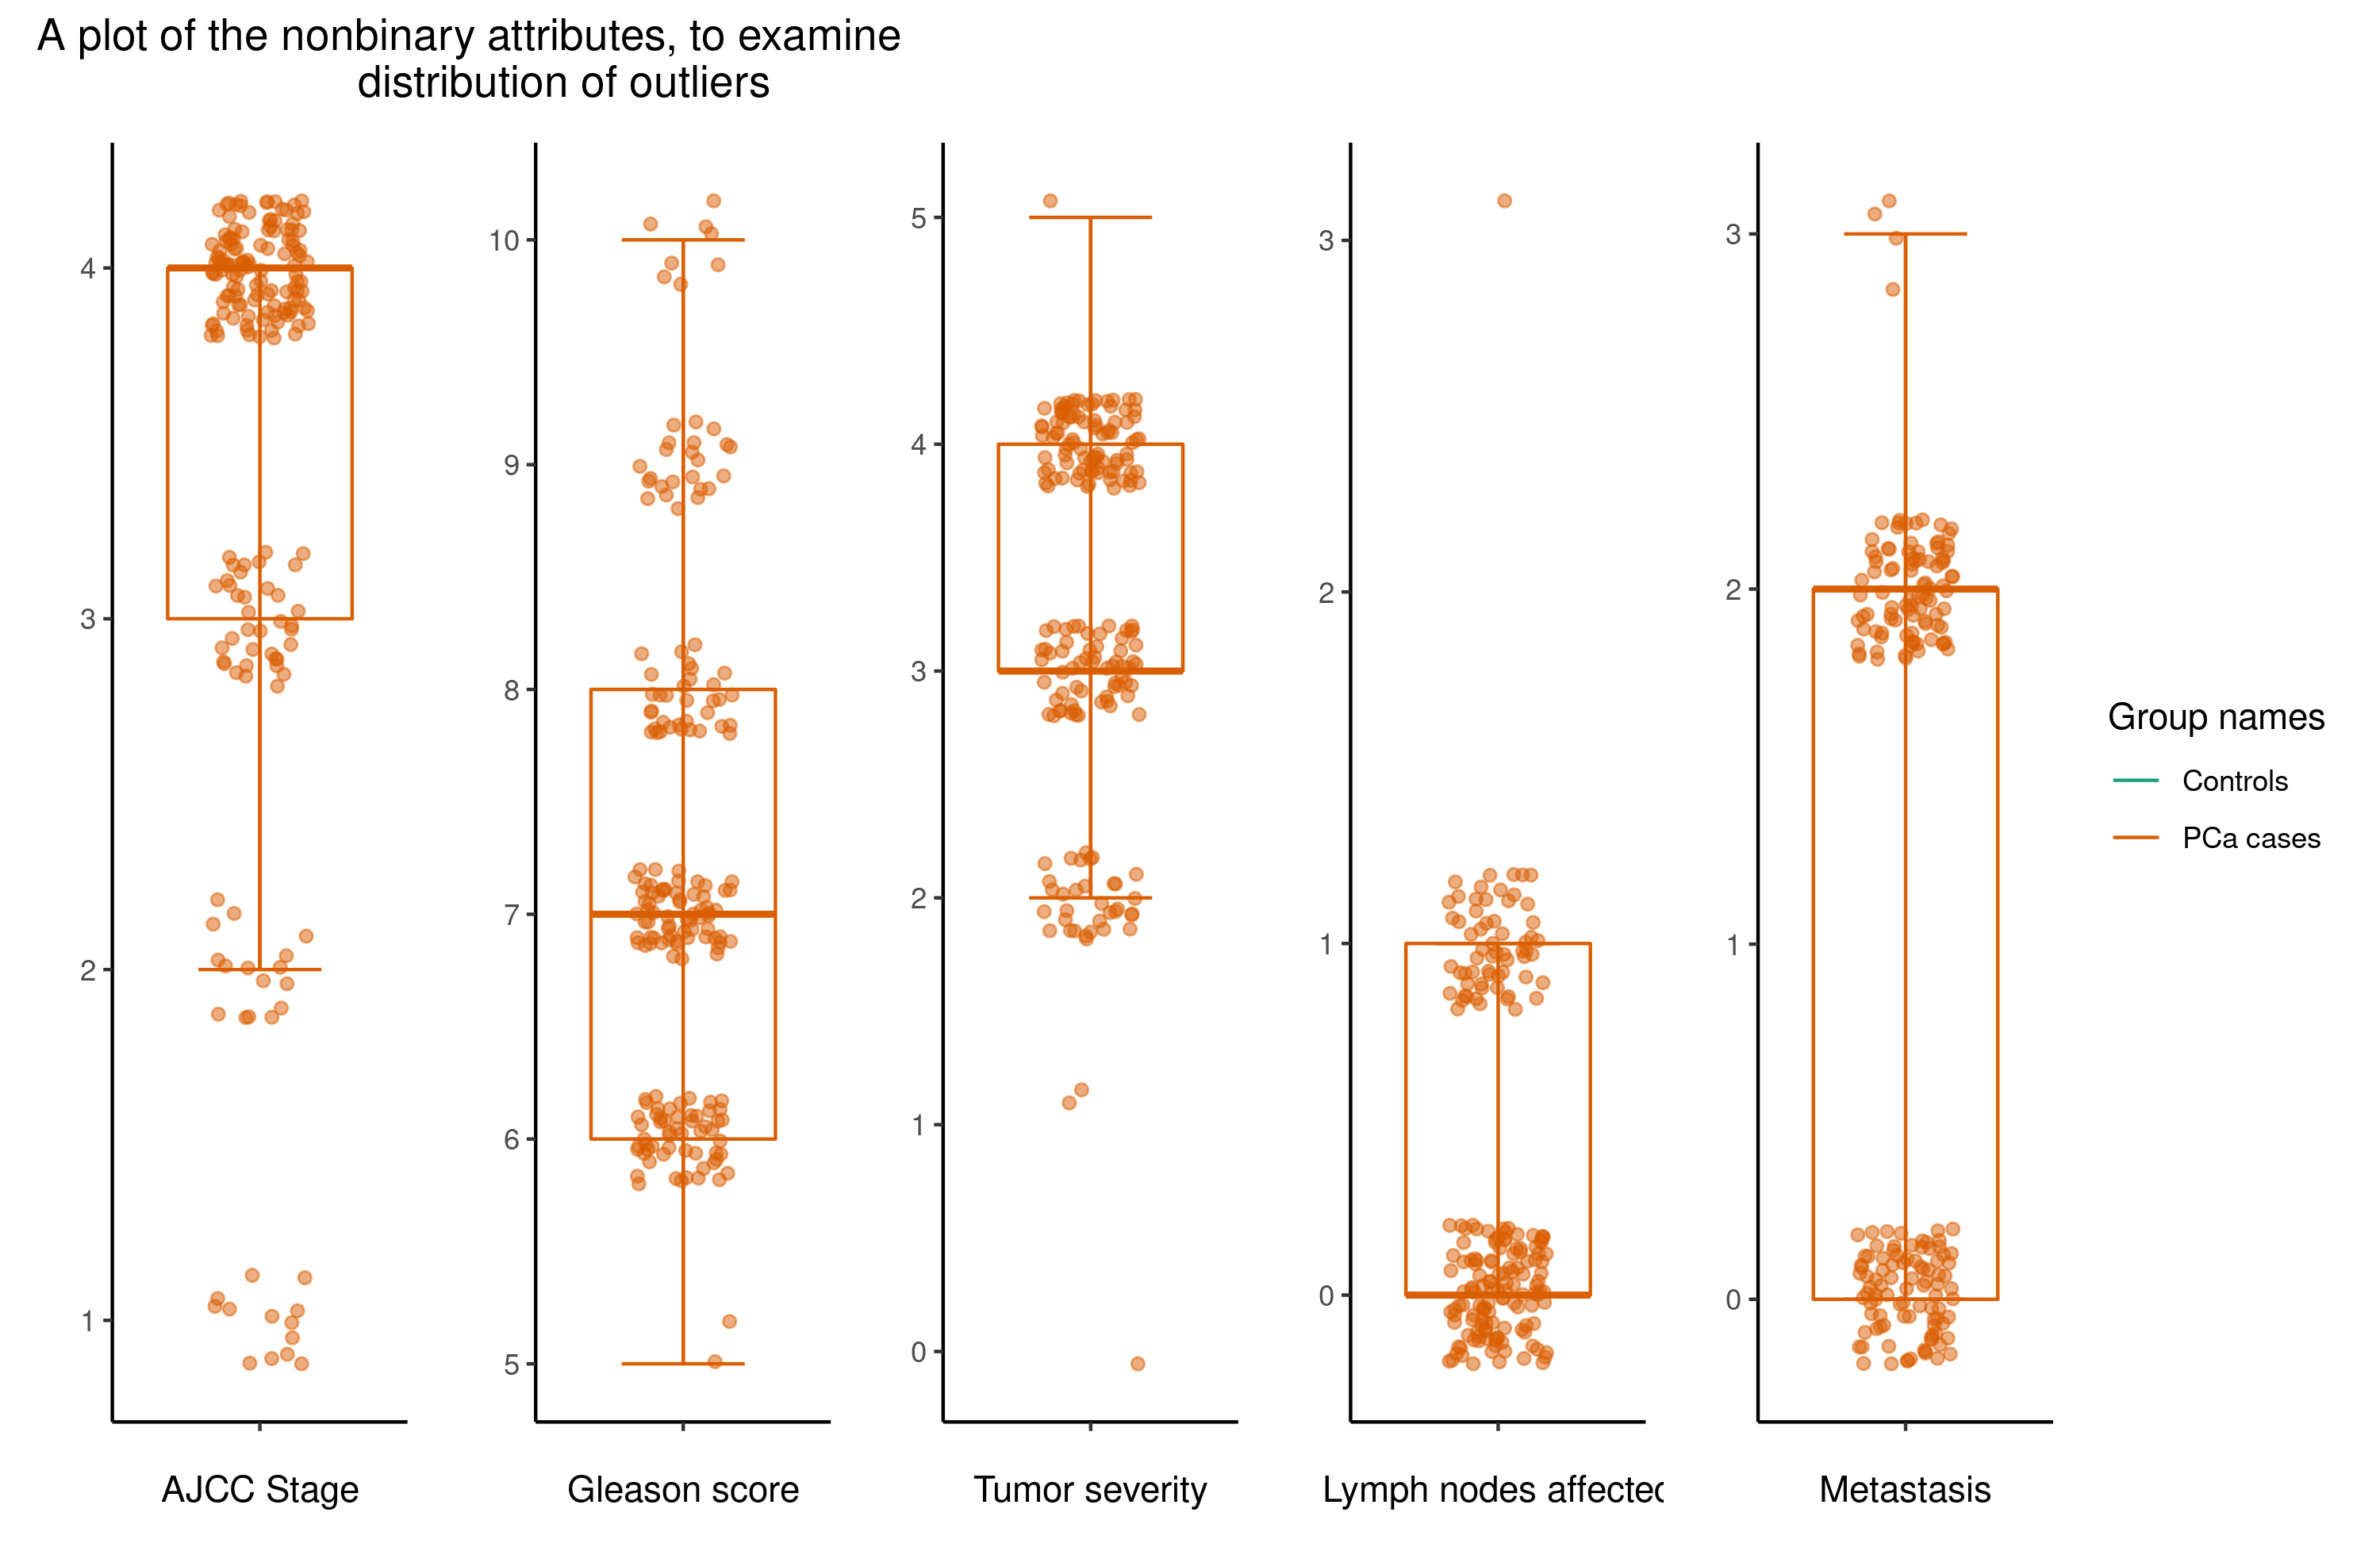 A plot of the nonbinary attributes, to examine
distribution of outliers
4
3
2
1
AJCC Stage
10
9
8
7
6
5
Gleason score
5
4
3
2
1
0
Tumor severity
3
2
1
0
Lymph nodes affected
3
2
1
0
Metastasis
Group names
Controls
PCa cases